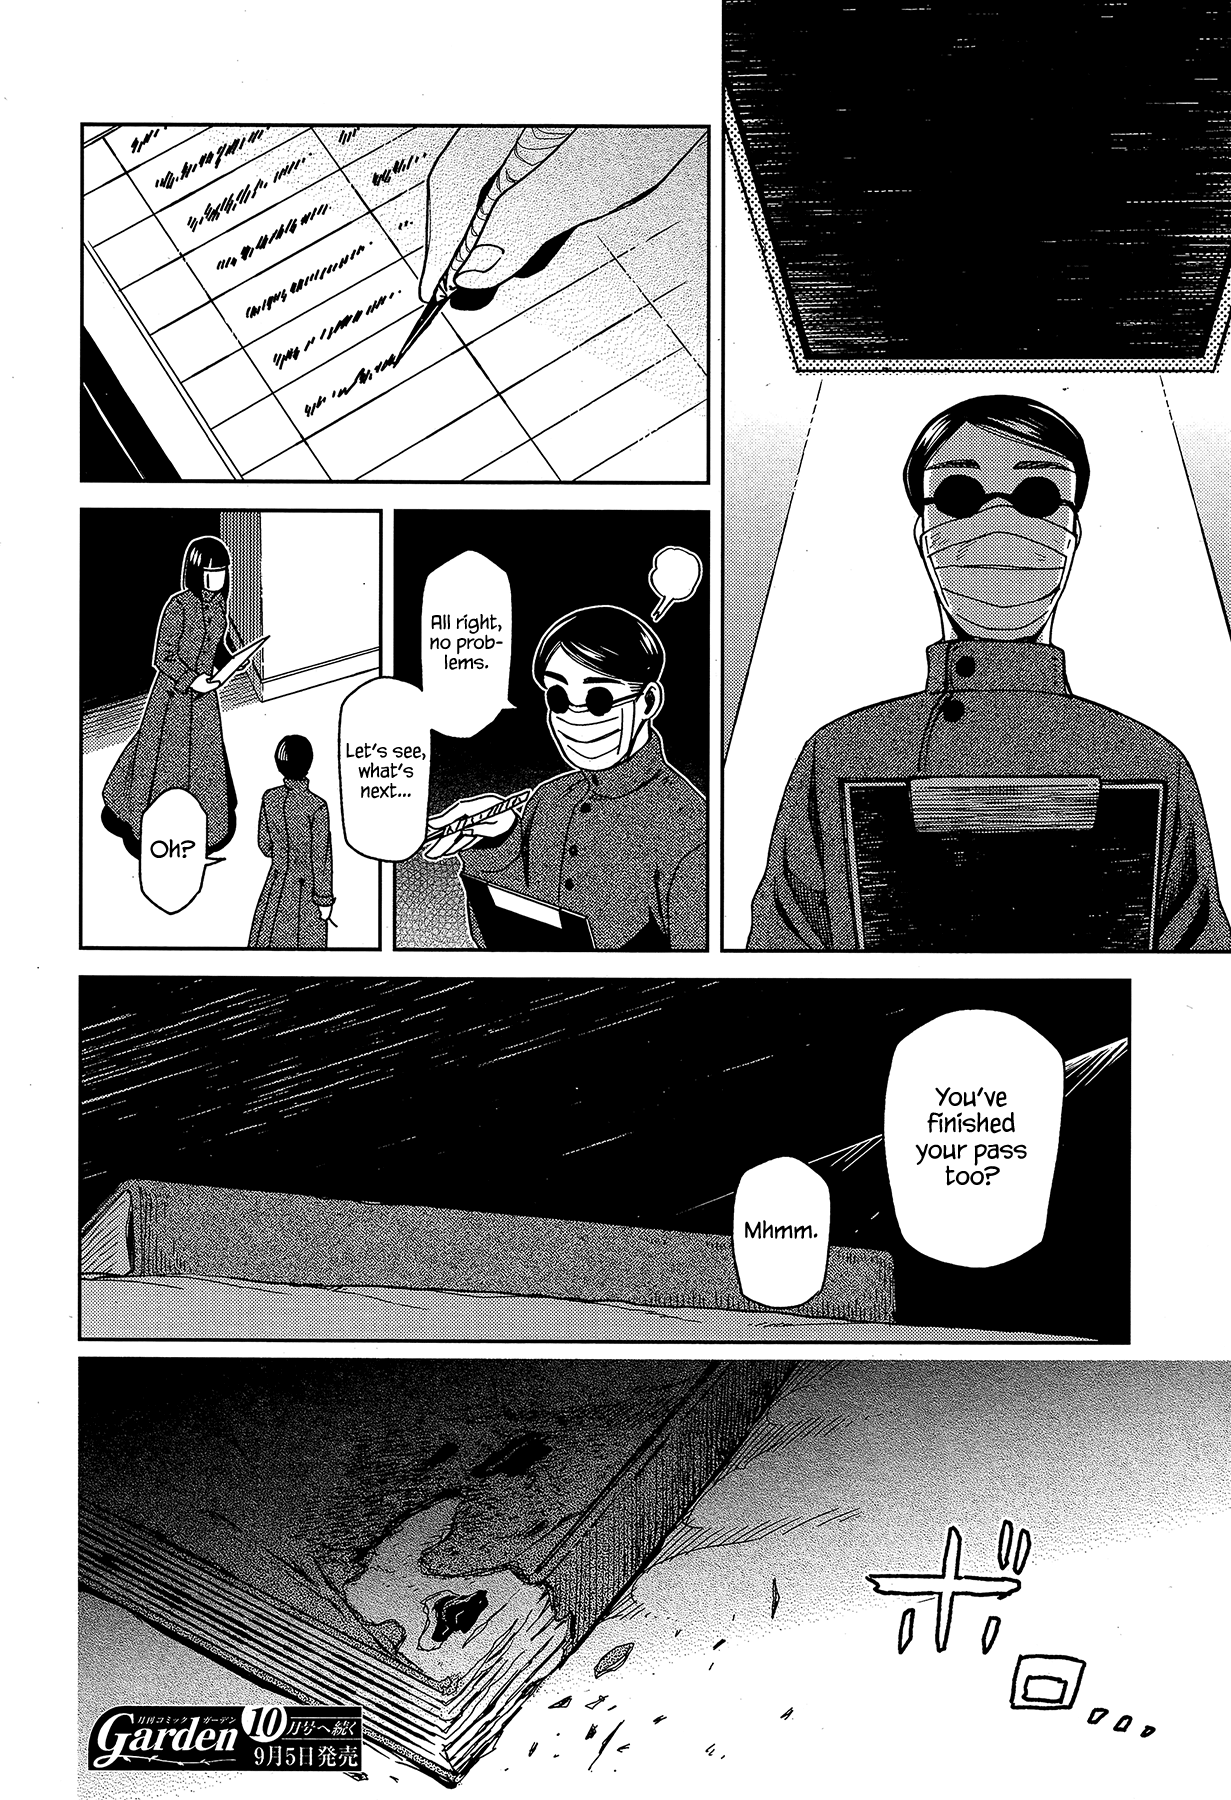 All right,
no prob-
lems.
Let's see,
what's
next...
Oh?
You've
finished
your pass
too?
Mhmm.
ボロ...
月刊コミック ガーデン
Garden 10月号へ続く
9月5日発売